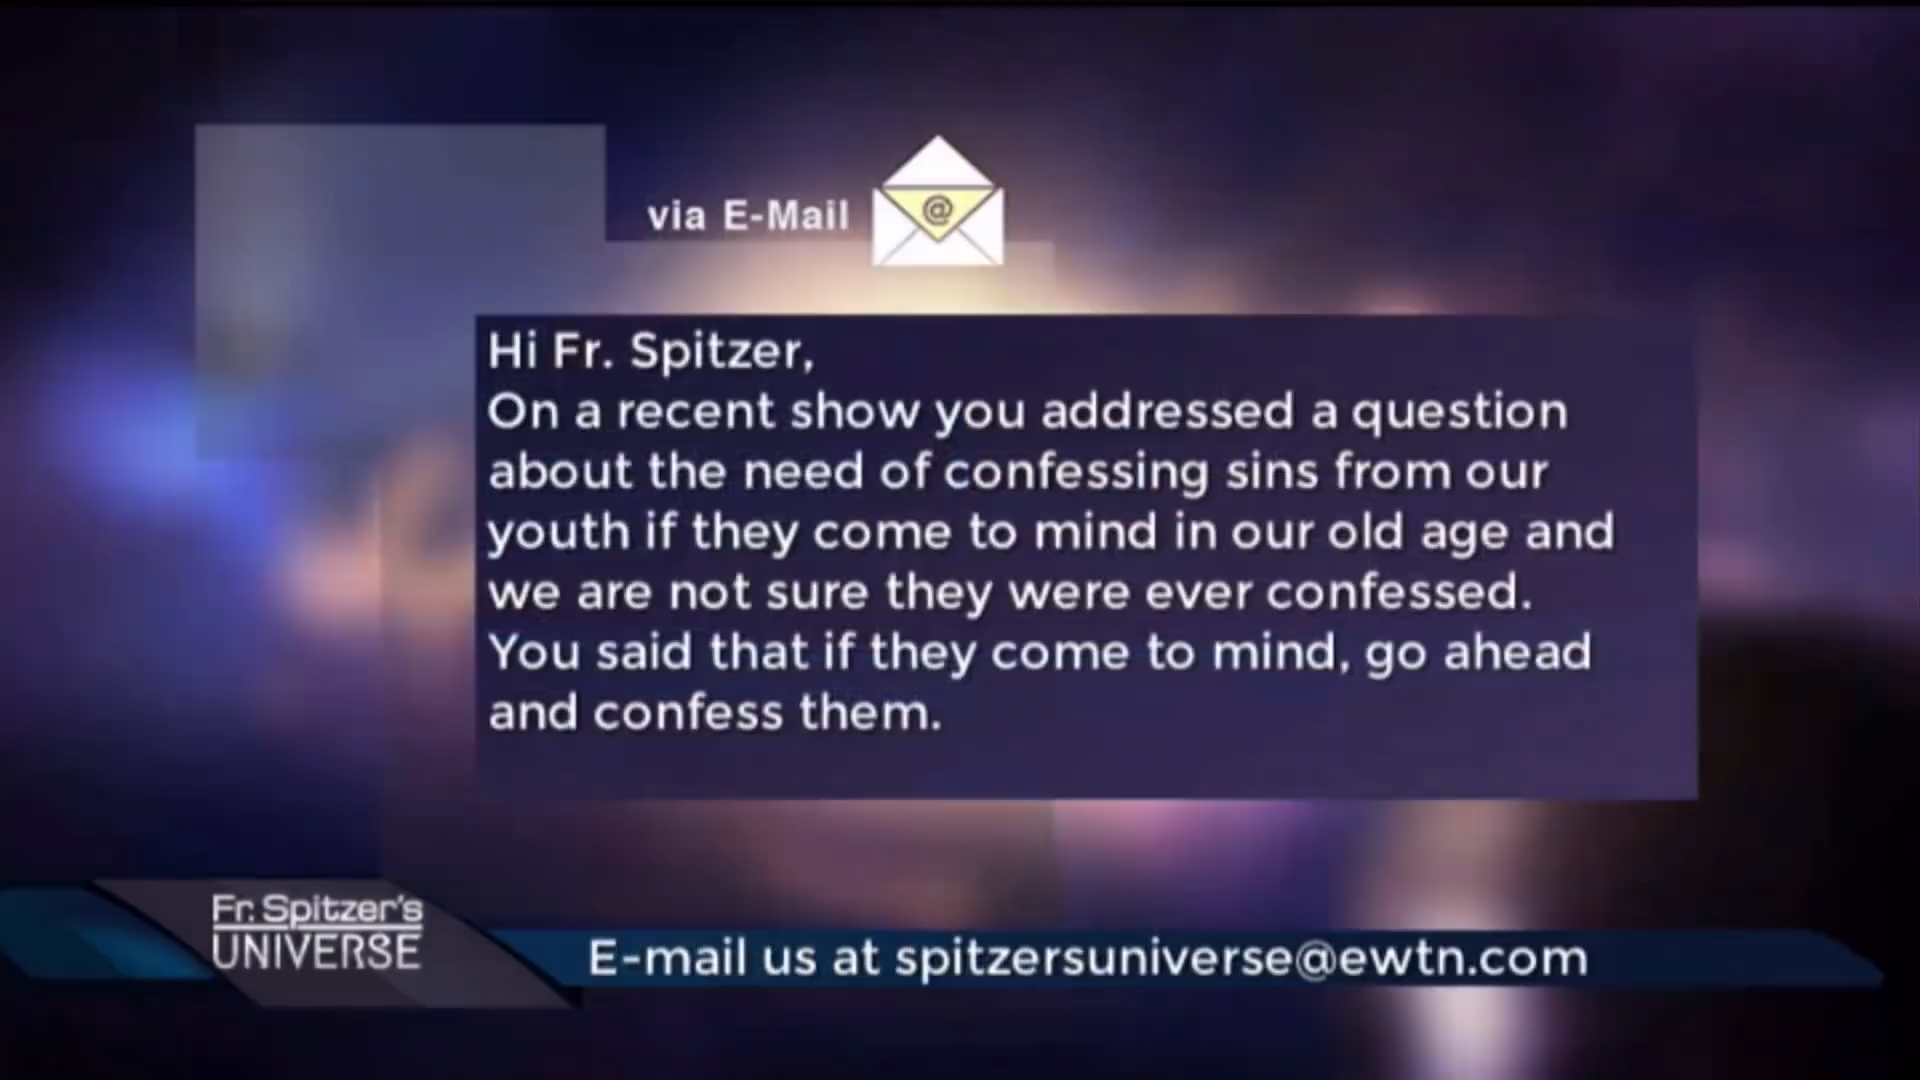 via E-Mail
@
Hi Fr. Spitzer,
On a recent show you addressed a question
about the need of confessing sins from our
youth if they come to mind in our old age and
we are not sure they were ever confessed.
You said that if they come to mind, go ahead
and confess them.
Fr. Spitzer's
UNIVERSE
E-mail us at spitzersuniverse@ewtn.com